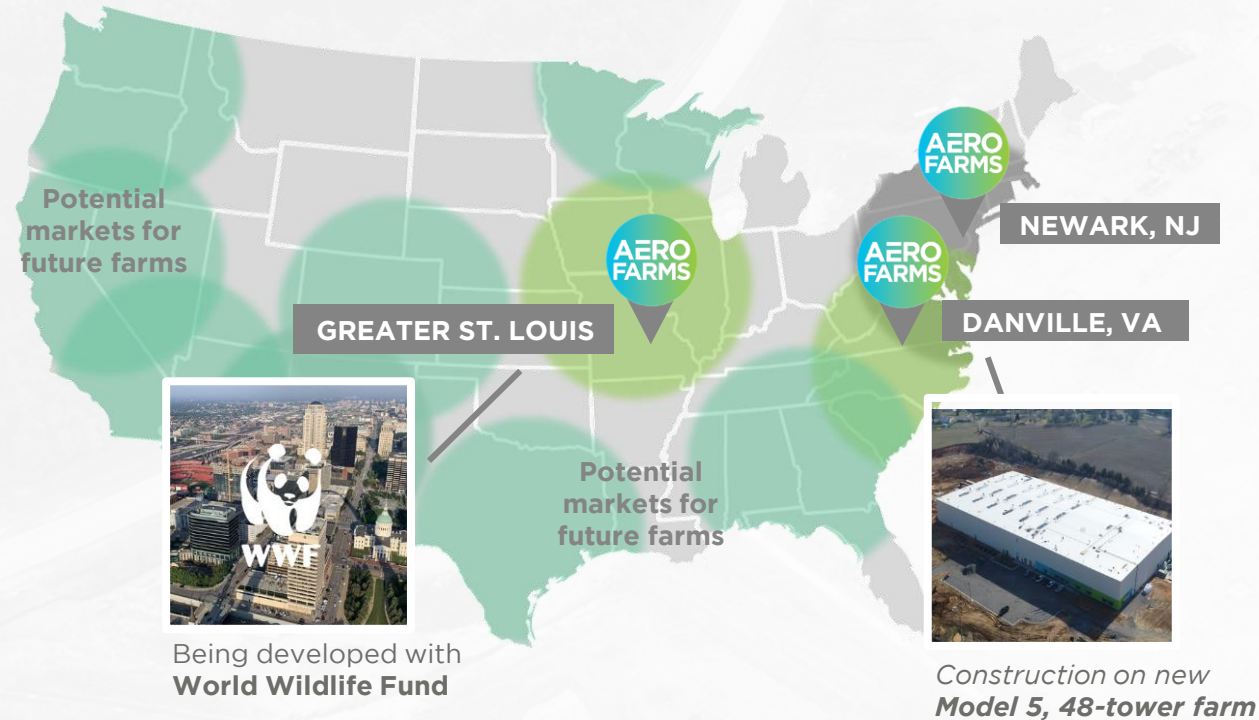 Potential
markets for
future farms
AERO
FARMS
NEWARK, NJ
AERO
FARMS
GREATER ST. LOUIS
AERO
FARMS
DANVILLE, VA
WWF
Being developed with
World Wildlife Fund
Potential
markets for
future farms
Construction on new
Model 5, 48-tower farm